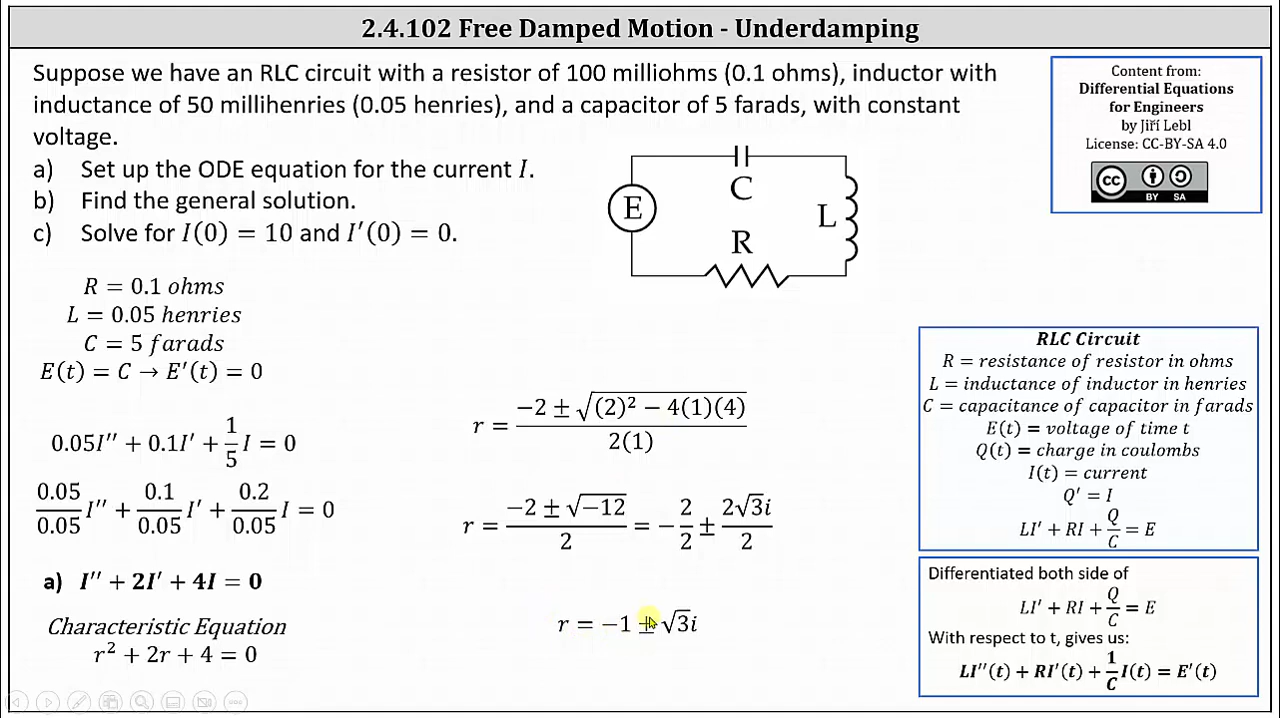 2.4.102 Free Damped Motion - Underdamping
Suppose we have an RLC circuit with a resistor of 100 milliohms (0.1 ohms), inductor with
inductance of 50 millihenries (0.05 henries), and a capacitor of 5 farads, with constant
voltage.
a) Set up the ODE equation for the current I.
b) Find the general solution.
c) Solve for I(0) = 10 and I′(0) = 0.
E
C
L
R
Content from:
Differential Equations
for Engineers
by Jiří Lebl
License: CC-BY-SA 4.0
cc
BY SA
R = 0.1 ohms
L = 0.05 henries
C = 5 farads
E(t) = C → E′(t) = 0
0.05I′′ + 0.1I′ + 1/5 I = 0
0.05/0.05 I′′ + 0.1/0.05 I′ + 0.2/0.05 I = 0
a) I′′ + 2I′ + 4I = 0
Characteristic Equation
r² + 2r + 4 = 0
r = (−2 ± √((2)² − 4(1)(4)))/2(1)
r = (−2 ± √−12)/2 = −2/2 ± 2√3i/2
r = −1 ± √3i
RLC Circuit
R = resistance of resistor in ohms
L = inductance of inductor in henries
C = capacitance of capacitor in farads
E(t) = voltage of time t
Q(t) = charge in coulombs
I(t) = current
Q′ = I
LI′ + RI + Q/C = E
Differentiated both side of
LI′ + RI + Q/C = E
With respect to t, gives us:
LI′′(t) + RI′(t) + 1/C I(t) = E′(t)